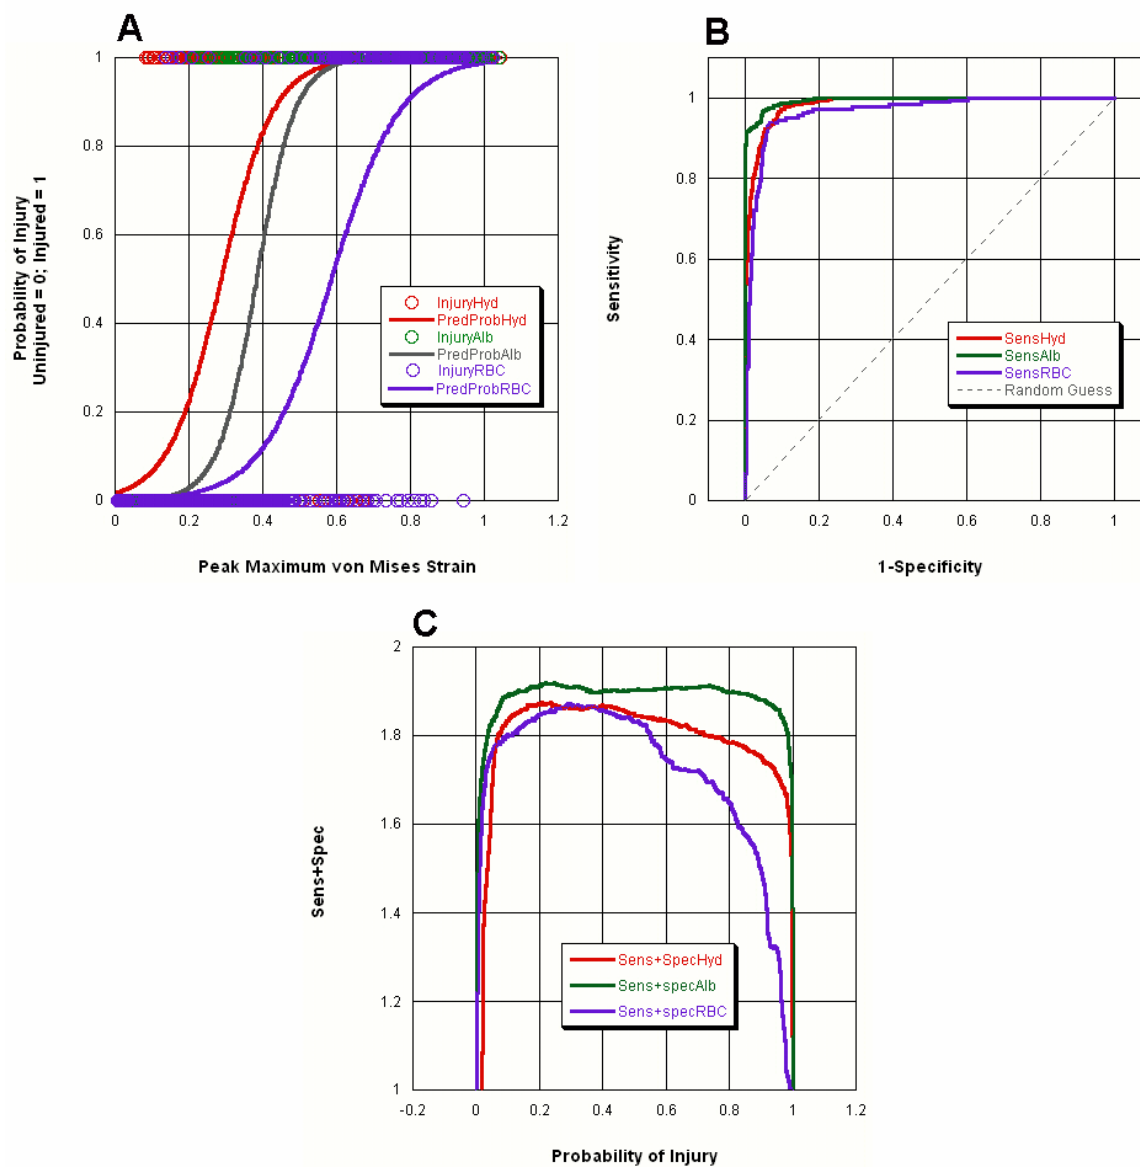 A
1
0.8
0.6
0.4
0.2
0
0
0.2
0.4
0.6
0.8
1
1.2
Probability of Injury
Uninjured = 0; Injured = 1
InjuryHyd
PredProbHyd
InjuryAlb
PredProbAlb
InjuryRBC
PredProbRBC
Peak Maximum von Mises Strain
B
1
0.8
0.6
0.4
0.2
0
0
0.2
0.4
0.6
0.8
1
Sensitivity
SensHyd
SensAlb
SensRBC
Random Guess
1-Specificity
C
2
1.8
1.6
1.4
1.2
1
-0.2
0
0.2
0.4
0.6
0.8
1
1.2
Sens+Spec
Sens+SpecHyd
Sens+specAlb
Sens+specRBC
Probability of Injury